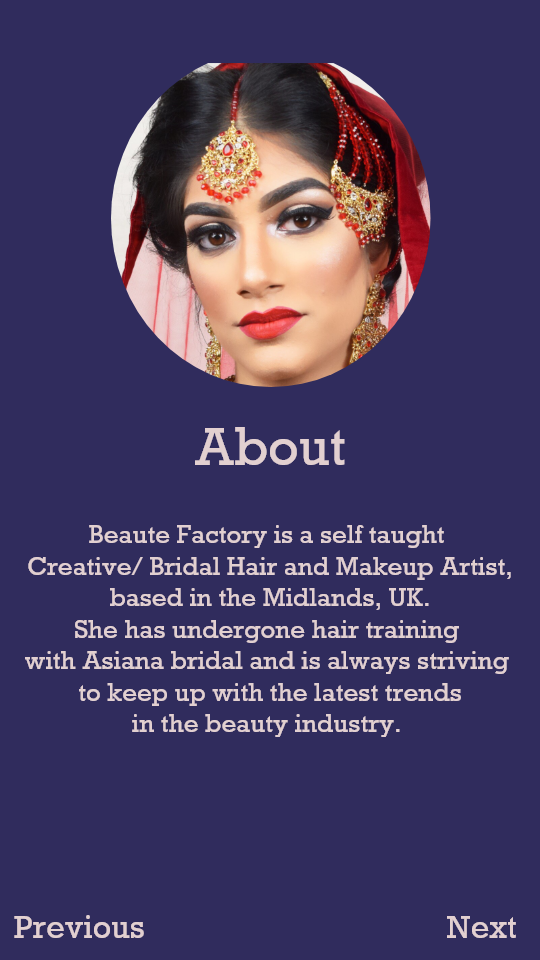 About
Beaute Factory is a self taught
Creative/ Bridal Hair and Makeup Artist,
based in the Midlands, UK.
She has undergone hair training
with Asiana bridal and is always striving
to keep up with the latest trends
in the beauty industry.
Previous
Next